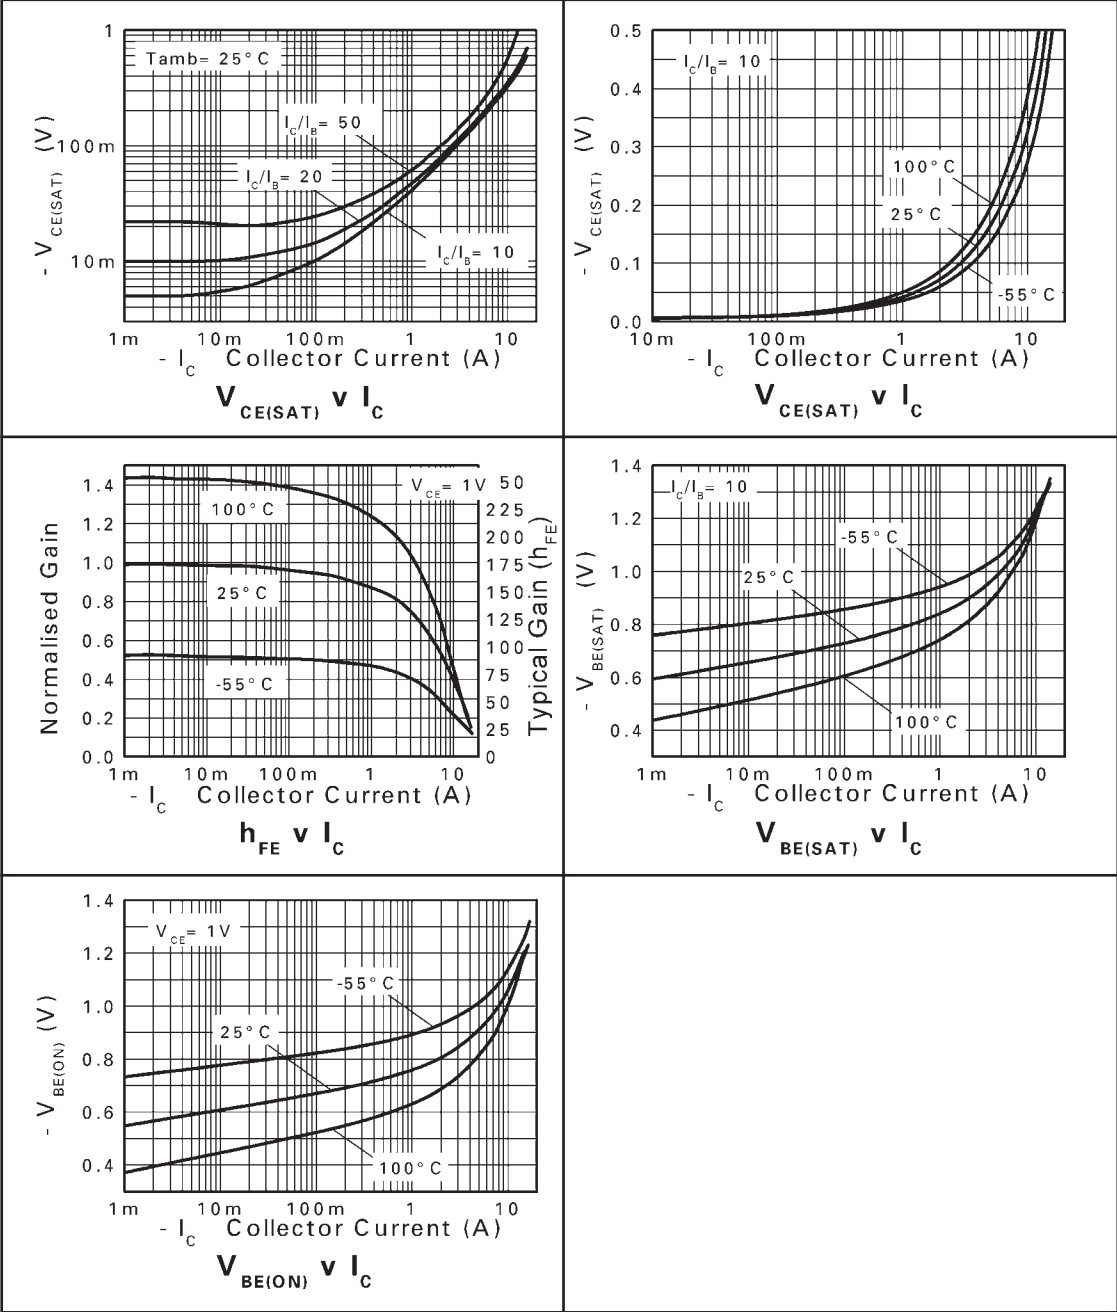 1
100m
10m
- V_CE(SAT) (V)
Tamb= 25°C
I_C/I_B= 50
I_C/I_B= 20
I_C/I_B= 10
1m 10m 100m 1 10
- I_C Collector Current (A)
V_CE(SAT) v I_C
0.5
0.4
0.3
0.2
0.1
0.0
- V_CE(SAT) (V)
I_C/I_B= 10
100°C
25°C
-55°C
10m 100m 1 10
- I_C Collector Current (A)
V_CE(SAT) v I_C
1.4
1.2
1.0
0.8
0.6
0.4
0.2
0.0
Normalised Gain
V_CE= 1V
100°C
25°C
-55°C
50
225
200
175
150
125
100
75
50
25
0
Typical Gain (h_FE)
1m 10m 100m 1 10
- I_C Collector Current (A)
h_FE v I_C
1.4
1.2
1.0
0.8
0.6
0.4
- V_BE(SAT) (V)
I_C/I_B= 10
-55°C
25°C
100°C
1m 10m 100m 1 10
- I_C Collector Current (A)
V_BE(SAT) v I_C
1.4
1.2
1.0
0.8
0.6
0.4
- V_BE(ON) (V)
V_CE= 1V
-55°C
25°C
100°C
1m 10m 100m 1 10
- I_C Collector Current (A)
V_BE(ON) v I_C